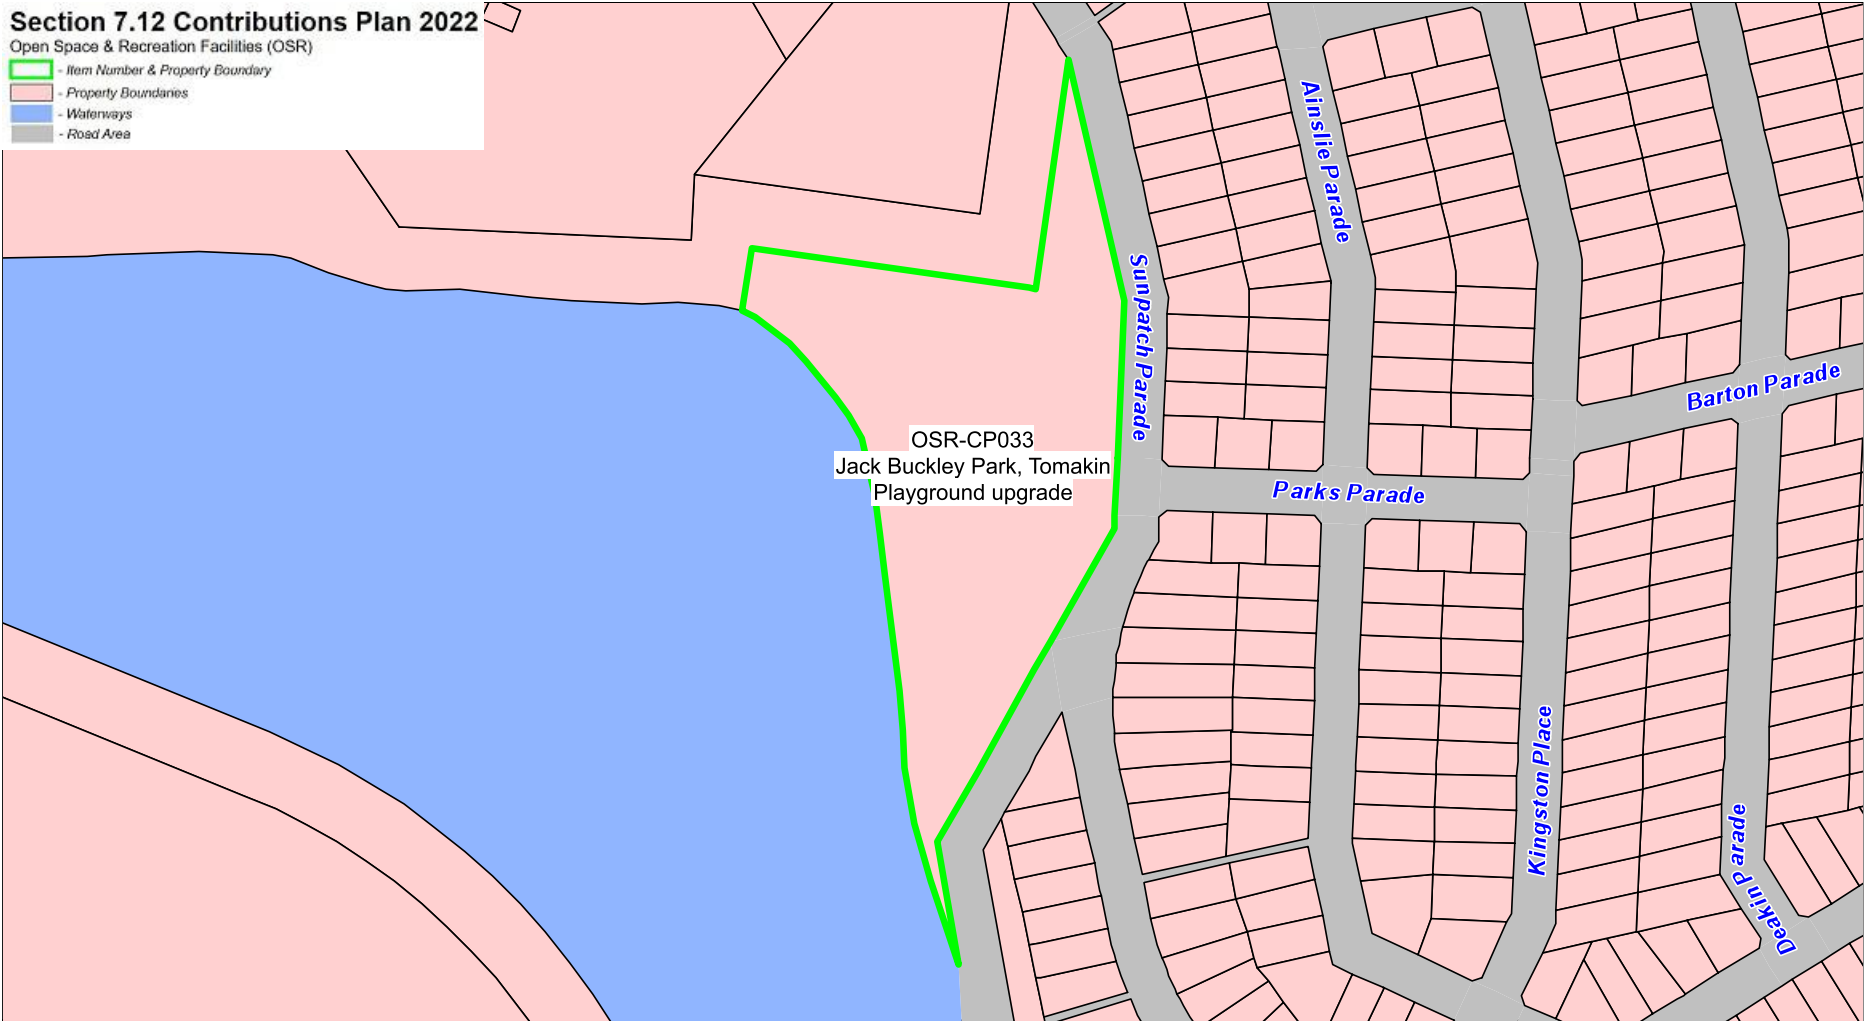 Section 7.12 Contributions Plan 2022
Open Space & Recreation Facilities (OSR)
- Item Number & Property Boundary
- Property Boundaries
- Waterways
- Road Area
Ainslie Parade
Sunpatch Parade
Barton Parade
OSR-CP033
Jack Buckley Park, Tomakin
Playground upgrade
Parks Parade
Kingston Place
Deakin Parade